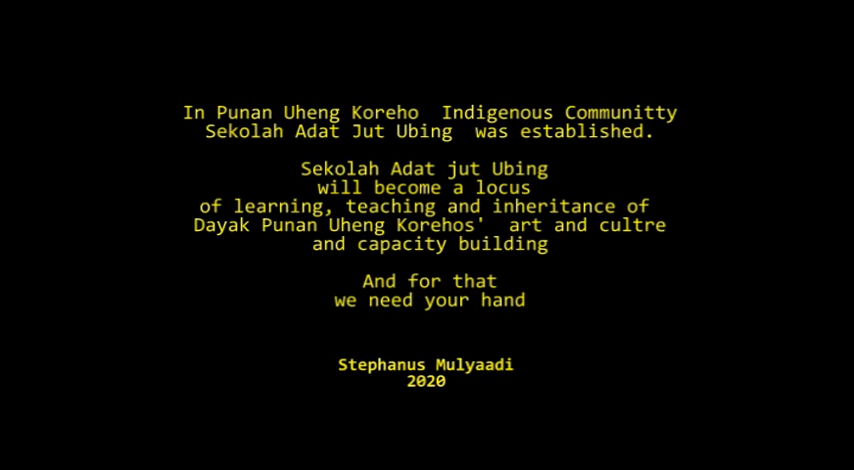 In Punan Uheng Koreho  Indigenous Communitty
Sekolah Adat Jut Ubing  was established.
Sekolah Adat jut Ubing
will become a locus
of learning, teaching and inheritance of
Dayak Punan Uheng Korehos'  art and cultre
and capacity building
And for that
we need your hand
Stephanus Mulyaadi
2020